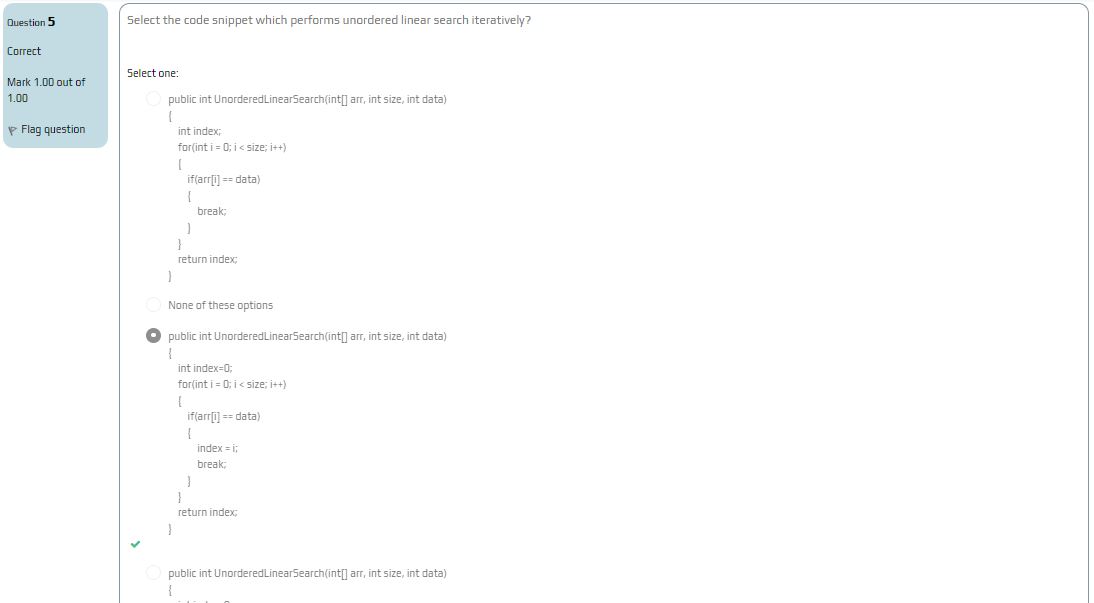 Question 5
Correct
Mark 1.00 out of
1.00
Flag question
Select the code snippet which performs unordered linear search iteratively?
Select one:
public int UnorderedLinearSearch(int[] arr, int size, int data)
{
int index;
for(int i = 0; i < size; i++)
{
if(arr[i] == data)
{
break;
}
}
return index;
}
None of these options
public int UnorderedLinearSearch(int[] arr, int size, int data)
{
int index=0;
for(int i = 0; i < size; i++)
{
if(arr[i] == data)
{
index = i;
break;
}
}
return index;
}
public int UnorderedLinearSearch(int[] arr, int size, int data)
{